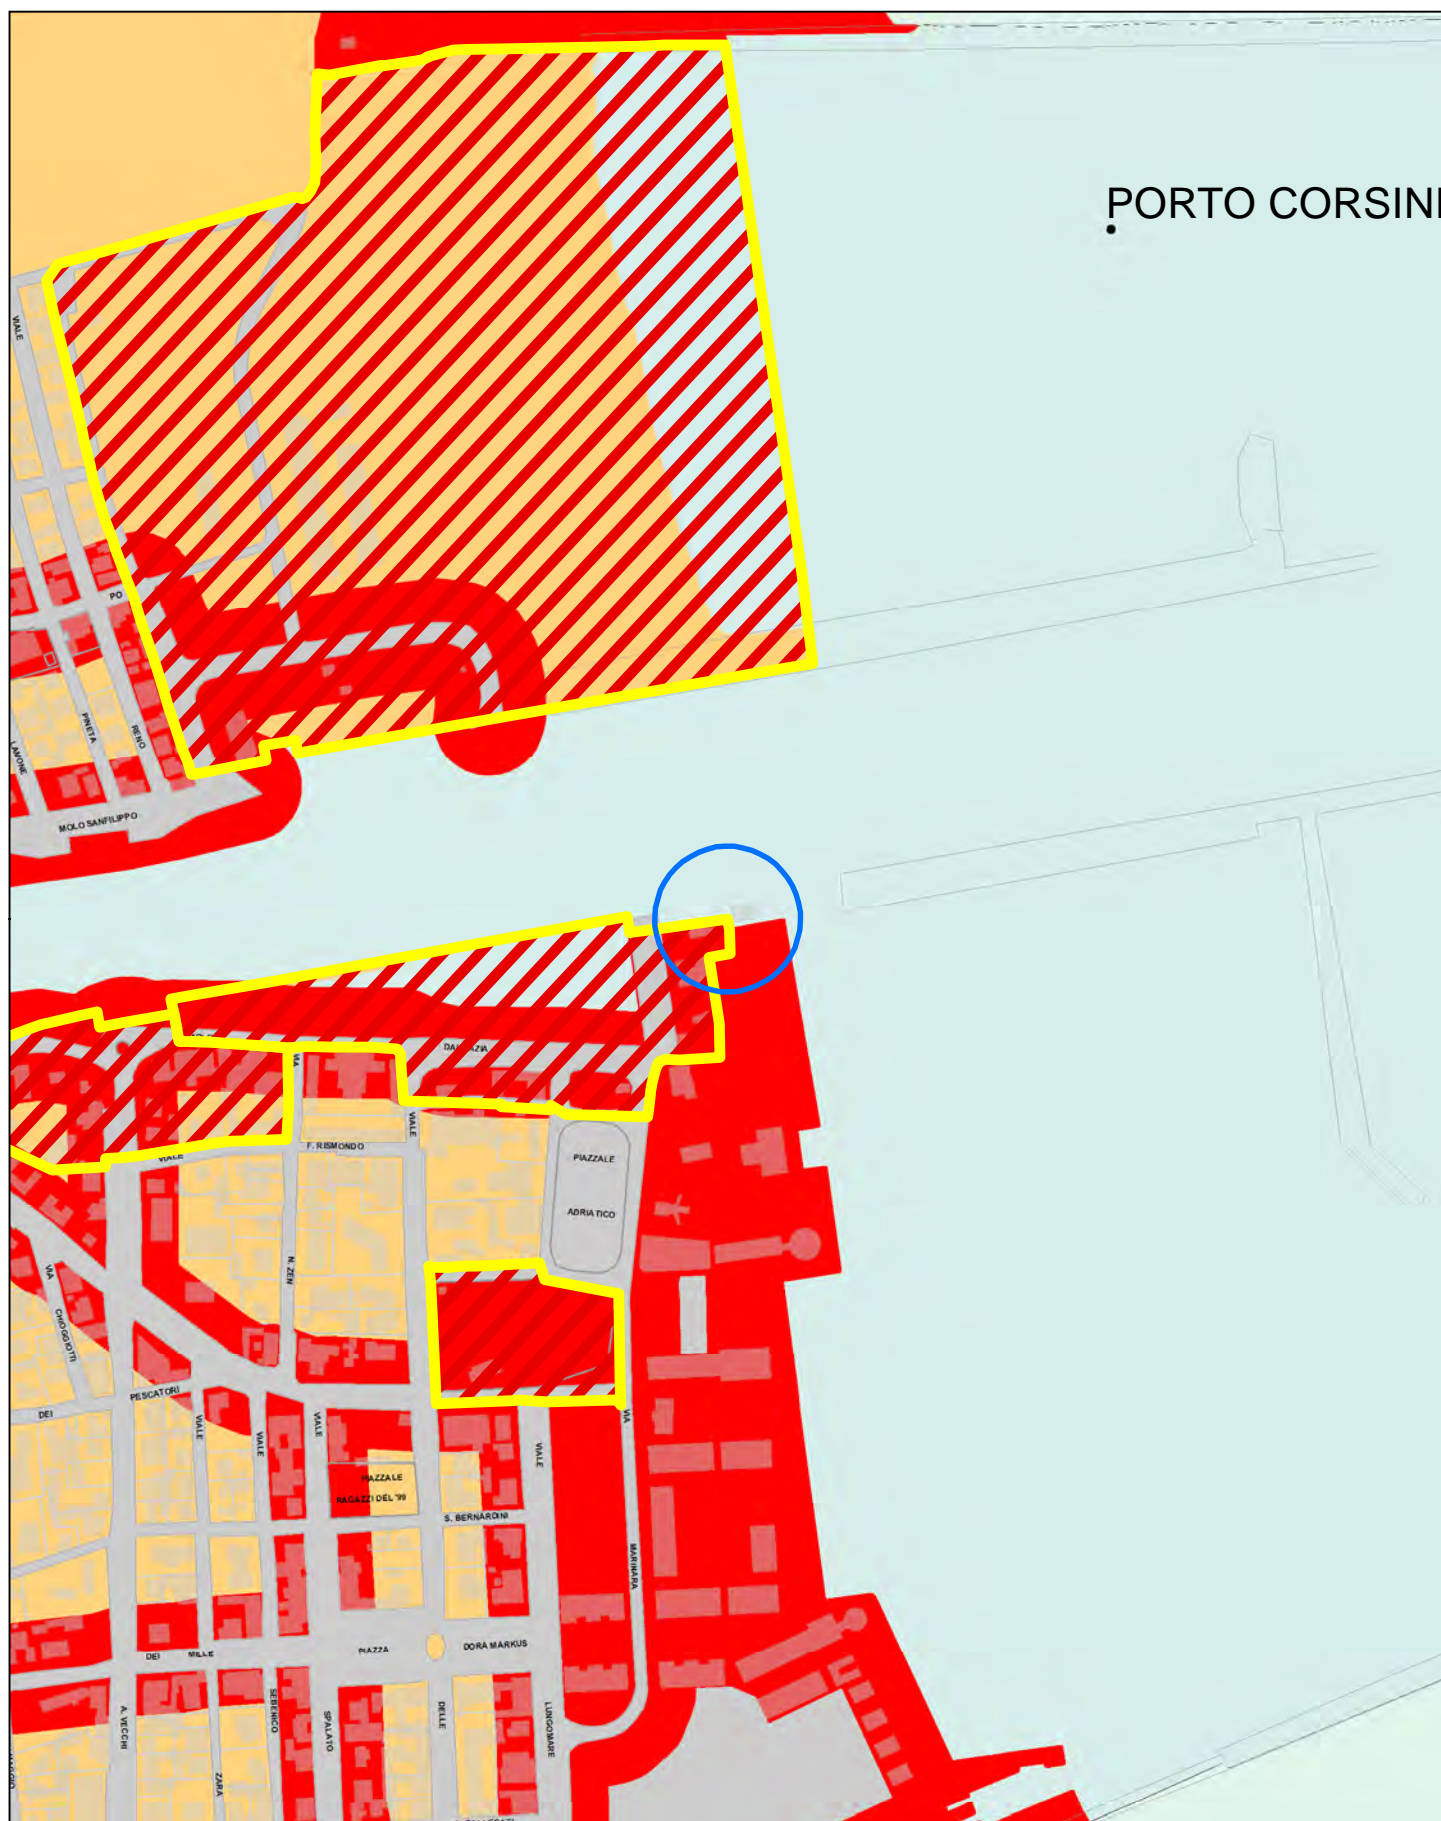 PORTO CORSINI
VIALE
PO
PINETA
RENO
LAMONE
MOLO SANFILIPPO
VIA
VIALE
F. RISMONDO
VIALE
PIAZZALE
ADRIATICO
N. ZEN
VIA
CHIOGGIOTTI
PESCATORI
DEI
VIALE
VIALE
VIALE
VIALE
VIA
PIAZZALE
RAGAZZI DEL '99
S. BERNARDINI
MARINARA
DEI
MILLE
PIAZZA
DORA MARKUS
A. VECCHI
ZARA
SEBENICO
SPALATO
DELLE
LUNGOMARE